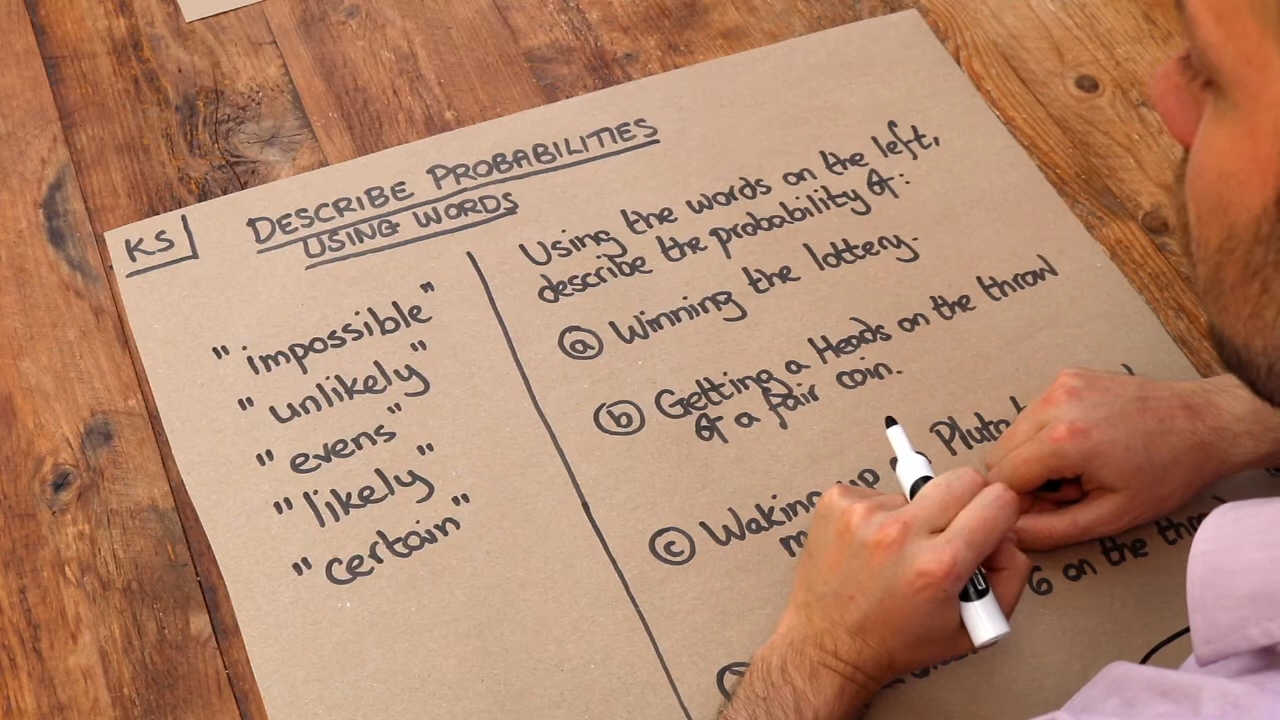 KS
DESCRIBE PROBABILITIES
USING WORDS
"impossible"
"unlikely"
"evens"
"likely"
"certain"
Using the words on the left,
describe the probability of:
(a) Winning the lottery.
(b) Getting a Heads on the throw
of a fair coin.
(c) Waking up Pluto
6 on the